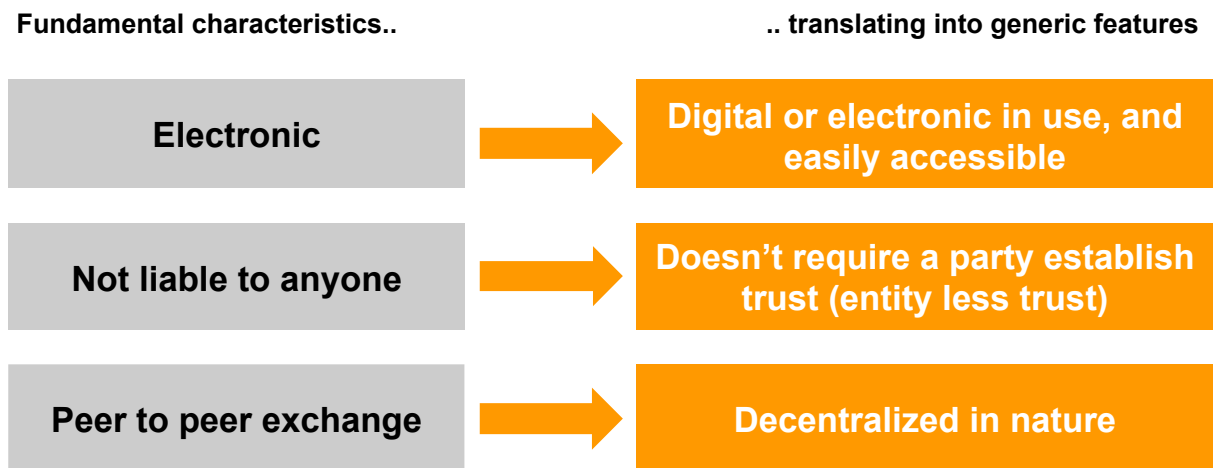 Fundamental characteristics..
.. translating into generic features
Electronic
Digital or electronic in use, and
easily accessible
Not liable to anyone
Doesn’t require a party establish
trust (entity less trust)
Peer to peer exchange
Decentralized in nature